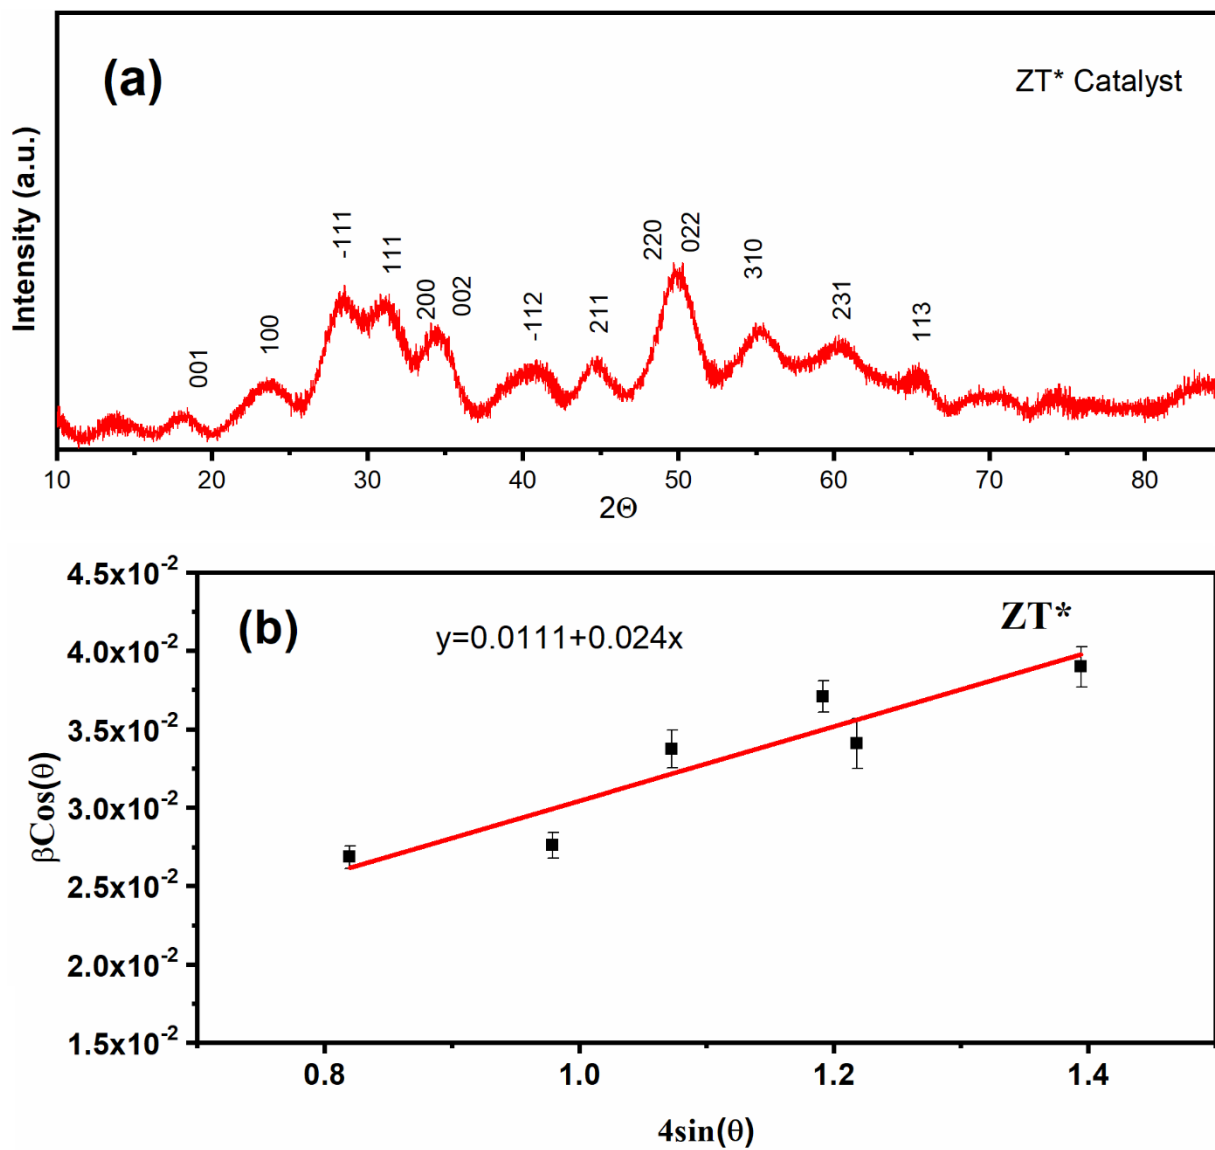 (a)
ZT* Catalyst
Intensity (a.u.)
001
100
-111
111
200
002
-112
211
220
022
310
231
113
10 20 30 40 50 60 70 80
2Θ
(b)
ZT*
y=0.0111+0.024x
βCos(θ)
4.5x10⁻²
4.0x10⁻²
3.5x10⁻²
3.0x10⁻²
2.5x10⁻²
2.0x10⁻²
1.5x10⁻²
0.8 1.0 1.2 1.4
4sin(θ)